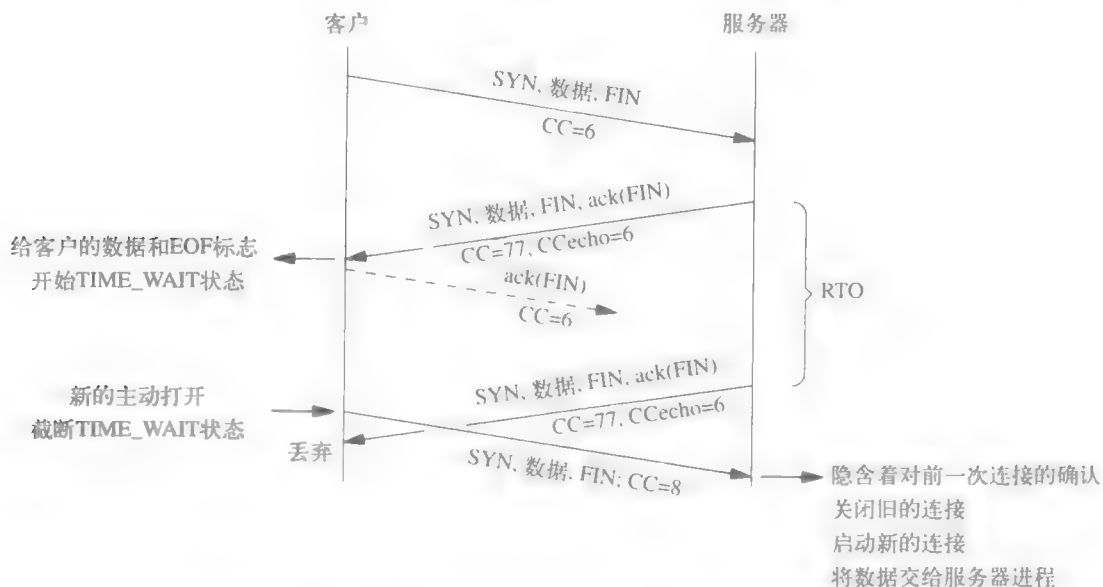 客户
服务器
SYN, 数据, FIN
CC=6
SYN, 数据, FIN, ack(FIN)
CC=77, CCecho=6
给客户的数据和EOF标志
开始TIME_WAIT状态
ack(FIN)
CC=6
RTO
SYN, 数据, FIN, ack(FIN)
CC=77, CCecho=6
新的主动打开
截断TIME_WAIT状态
丢弃
SYN, 数据, FIN; CC=8
隐含着对前一次连接的确认
关闭旧的连接
启动新的连接
将数据交给服务器进程